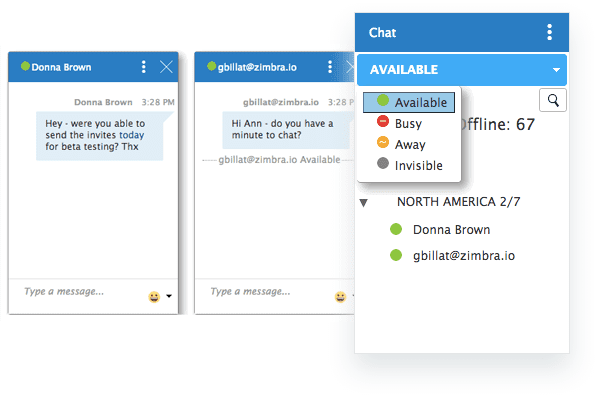 Donna Brown
Donna Brown 3:28 PM
Hey - were you able to
send the invites today
for beta testing? Thx
Type a message...
gbillat@zimbra.io
gbillat@zimbra.io 3:28 P
Hi Ann - do you have a
minute to chat?
gbillat@zimbra.io Available
Type a message...
Chat
AVAILABLE
Available
Busy
Away
Invisible
ffline: 67
NORTH AMERICA 2/7
Donna Brown
gbillat@zimbra.io